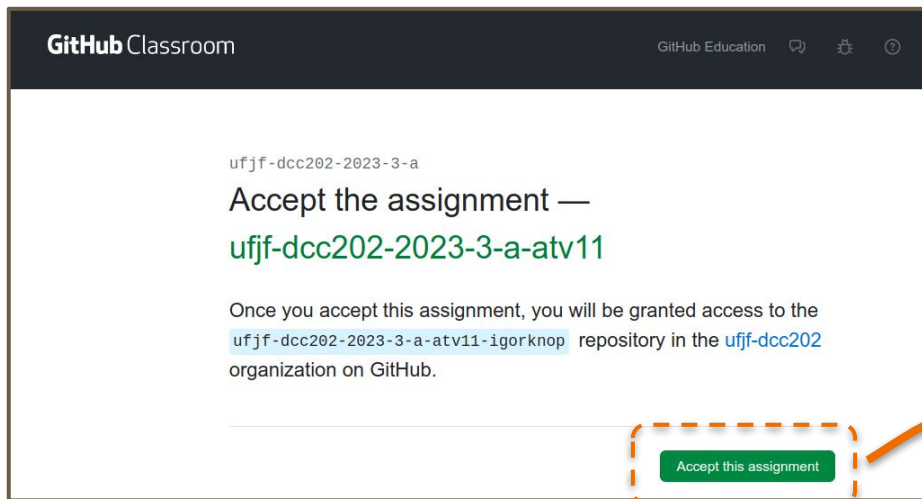 GitHub Classroom
GitHub Education
ufjf-dcc202-2023-3-a
Accept the assignment —
ufjf-dcc202-2023-3-a-atv11
Once you accept this assignment, you will be granted access to the
ufjf-dcc202-2023-3-a-atv11-igorknop repository in the ufjf-dcc202
organization on GitHub.
Accept this assignment